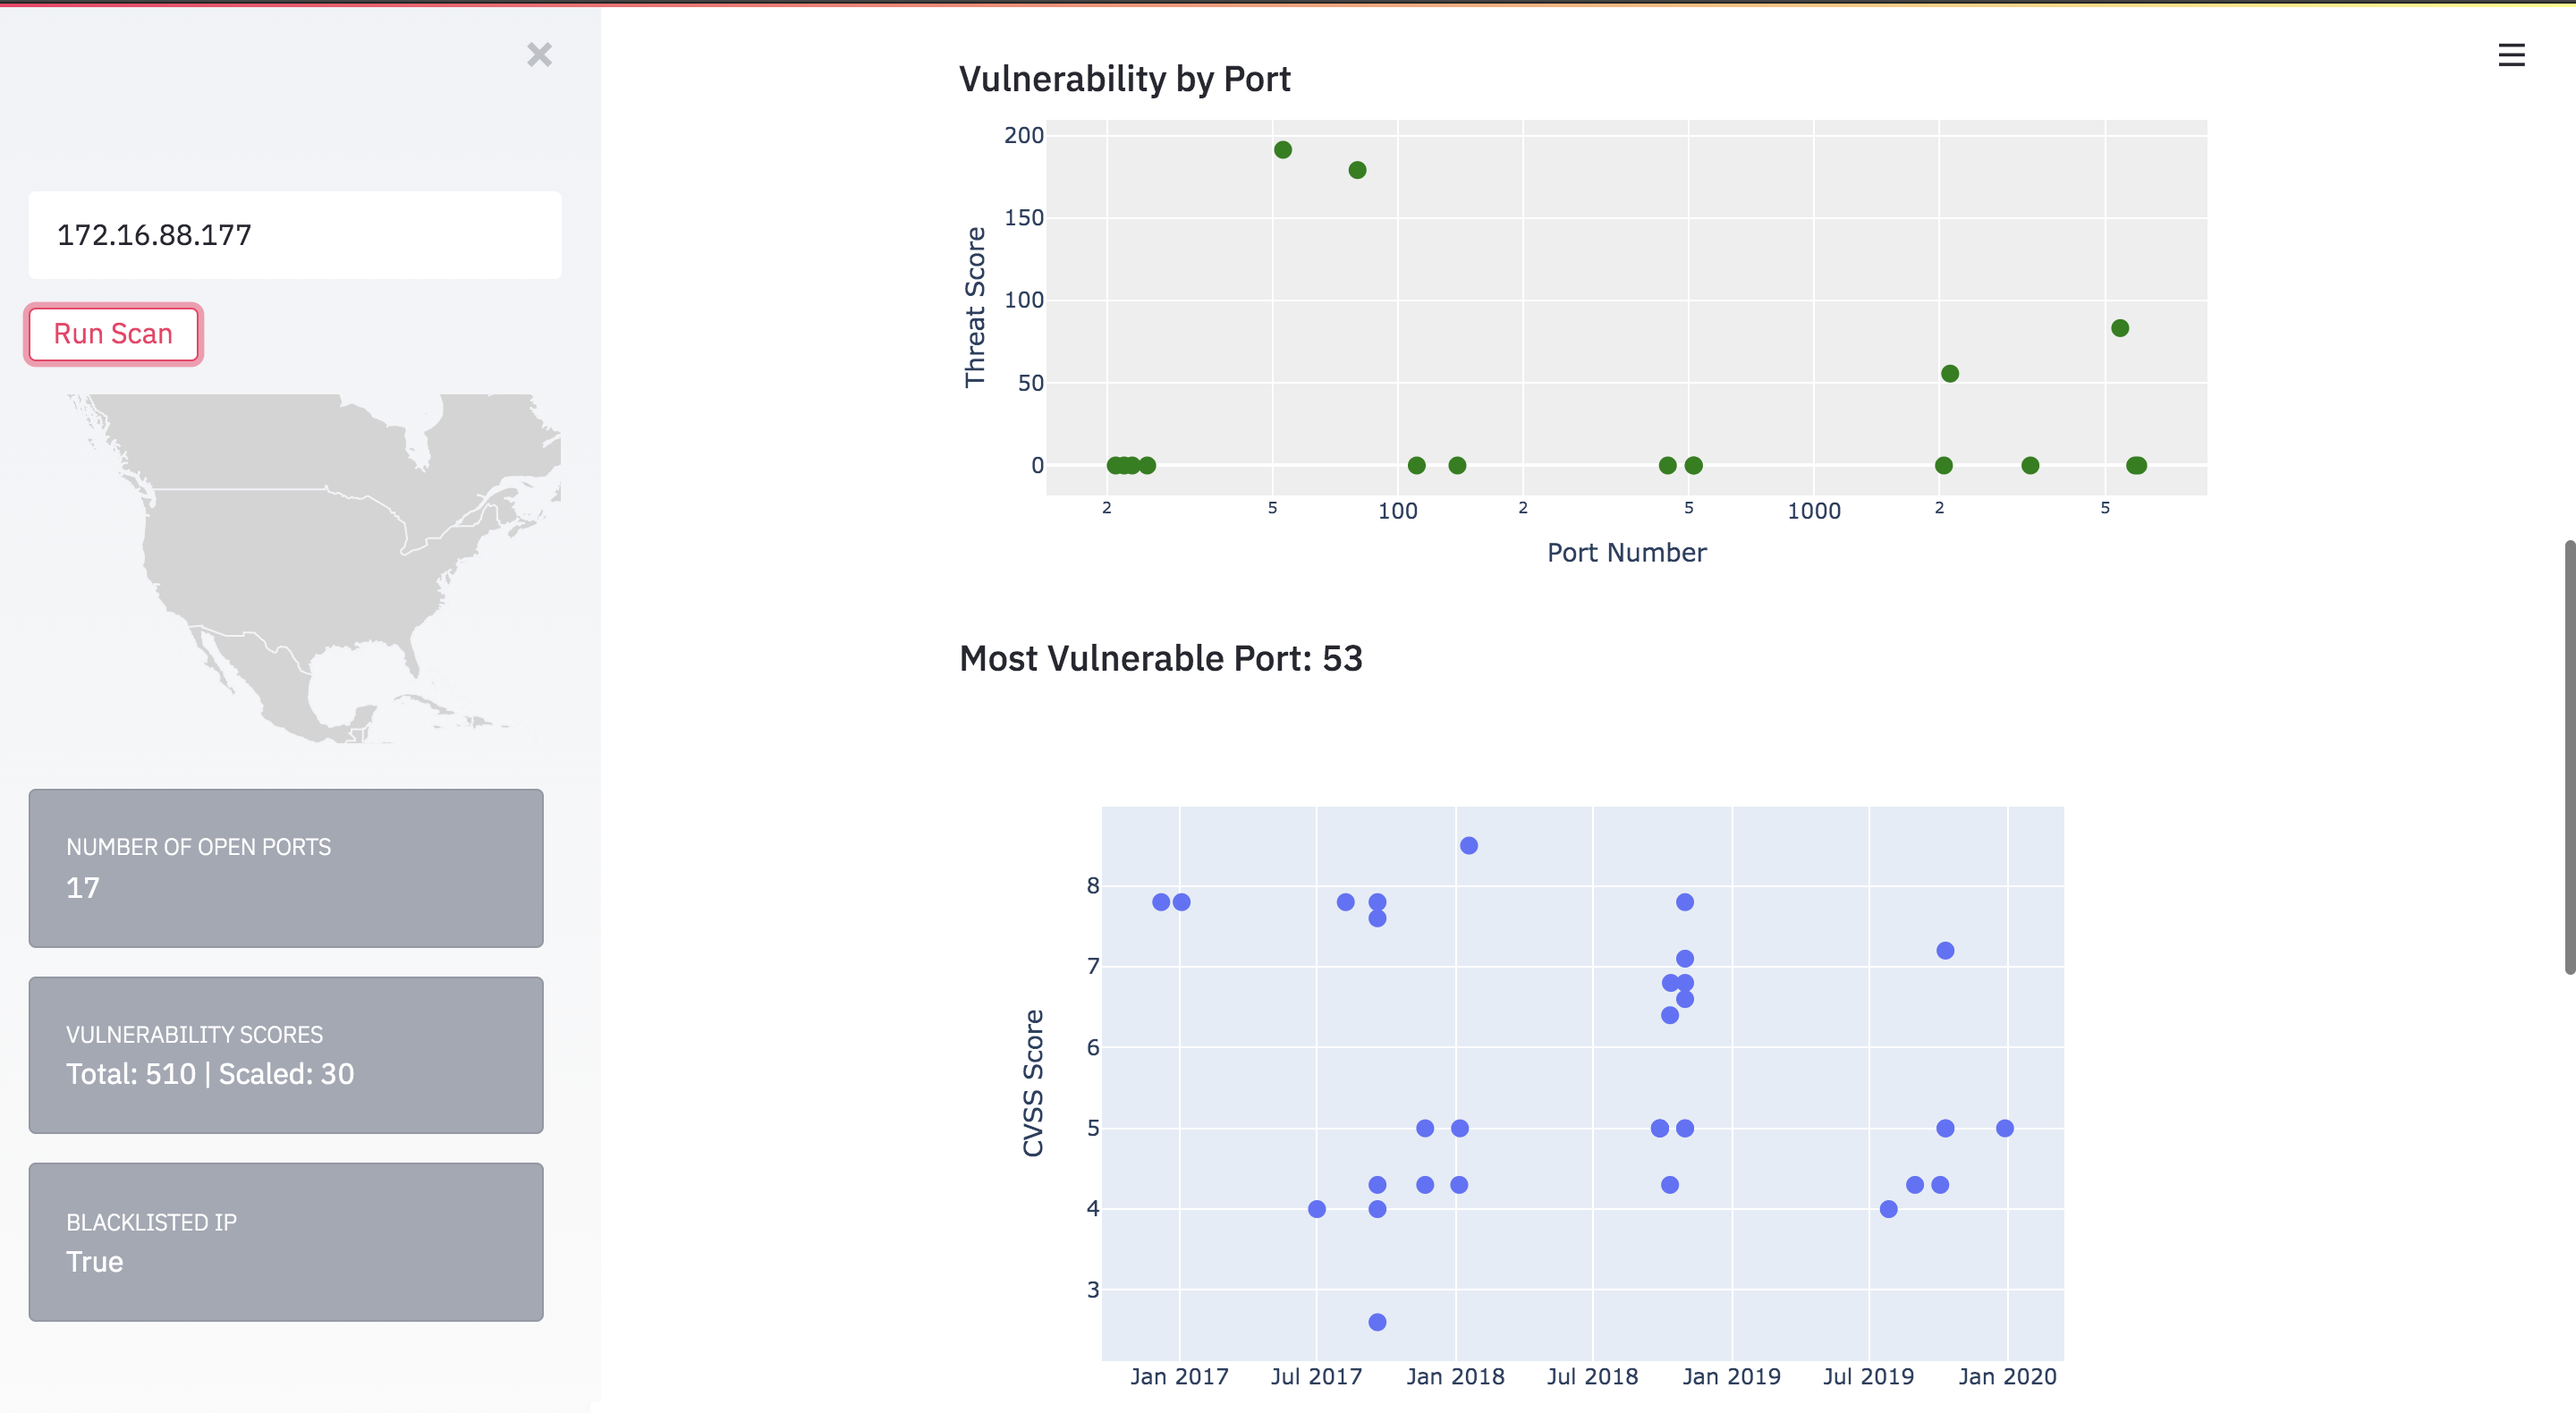 172.16.88.177
Run Scan
NUMBER OF OPEN PORTS
17
VULNERABILITY SCORES
Total: 510 | Scaled: 30
BLACKLISTED IP
True
Vulnerability by Port
Threat Score
200
150
100
50
0
2 5 100 2 5 1000 2 5
Port Number
Most Vulnerable Port: 53
CVSS Score
8
7
6
5
4
3
Jan 2017 Jul 2017 Jan 2018 Jul 2018 Jan 2019 Jul 2019 Jan 2020